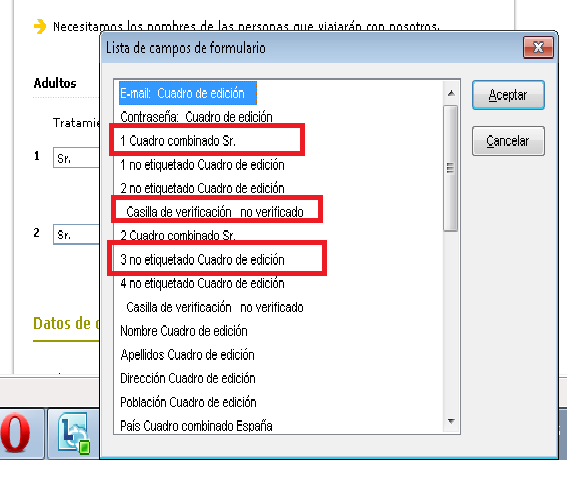 Necesitamos los nombres de las personas que viajarán con nosotros.
Lista de campos de formulario
Adultos
E-mail: Cuadro de edición
Aceptar
Contraseña: Cuadro de edición
1 Cuadro combinado Sr.
Cancelar
1 Sr.
1 no etiquetado Cuadro de edición
2 no etiquetado Cuadro de edición
Casilla de verificación no verificado
2 Sr.
2 Cuadro combinado Sr.
3 no etiquetado Cuadro de edición
4 no etiquetado Cuadro de edición
Casilla de verificación no verificado
Datos de
Nombre Cuadro de edición
Apellidos Cuadro de edición
Dirección Cuadro de edición
Población Cuadro de edición
País Cuadro combinado España